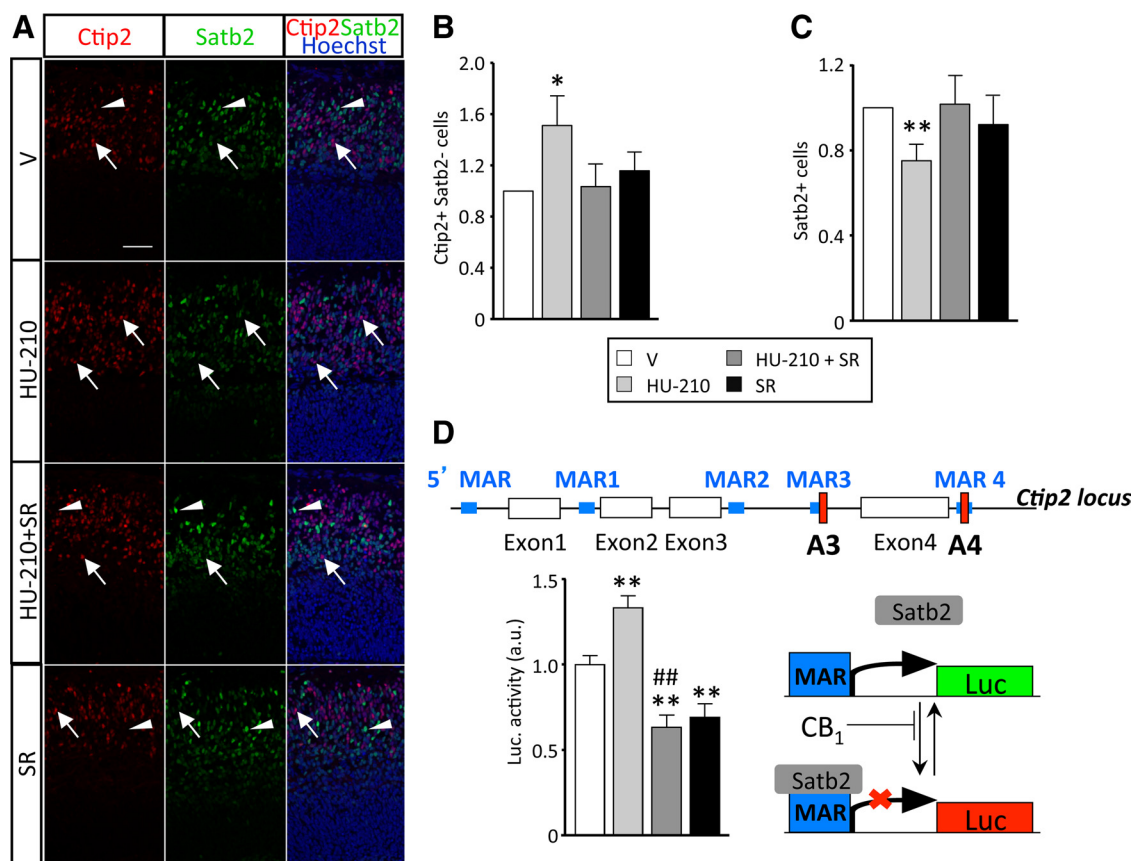 A
Ctip2
Satb2
Ctip2Satb2
Hoechst
V
HU-210
HU-210+SR
SR
B
Ctip2+ Satb2- cells
2.0
1.6
1.2
0.8
0.4
0
*
C
Satb2+ cells
1.2
0.8
0.4
0
**
V
HU-210
HU-210 + SR
SR
D
5’ MAR MAR1 MAR2 MAR3 MAR 4
Ctip2 locus
Exon1 Exon2 Exon3 A3 Exon4 A4
Luc. activity (a.u.)
1.5
1.0
0.5
0
**
##
**
**
Satb2
MAR
Luc
CB1
Satb2
MAR
Luc